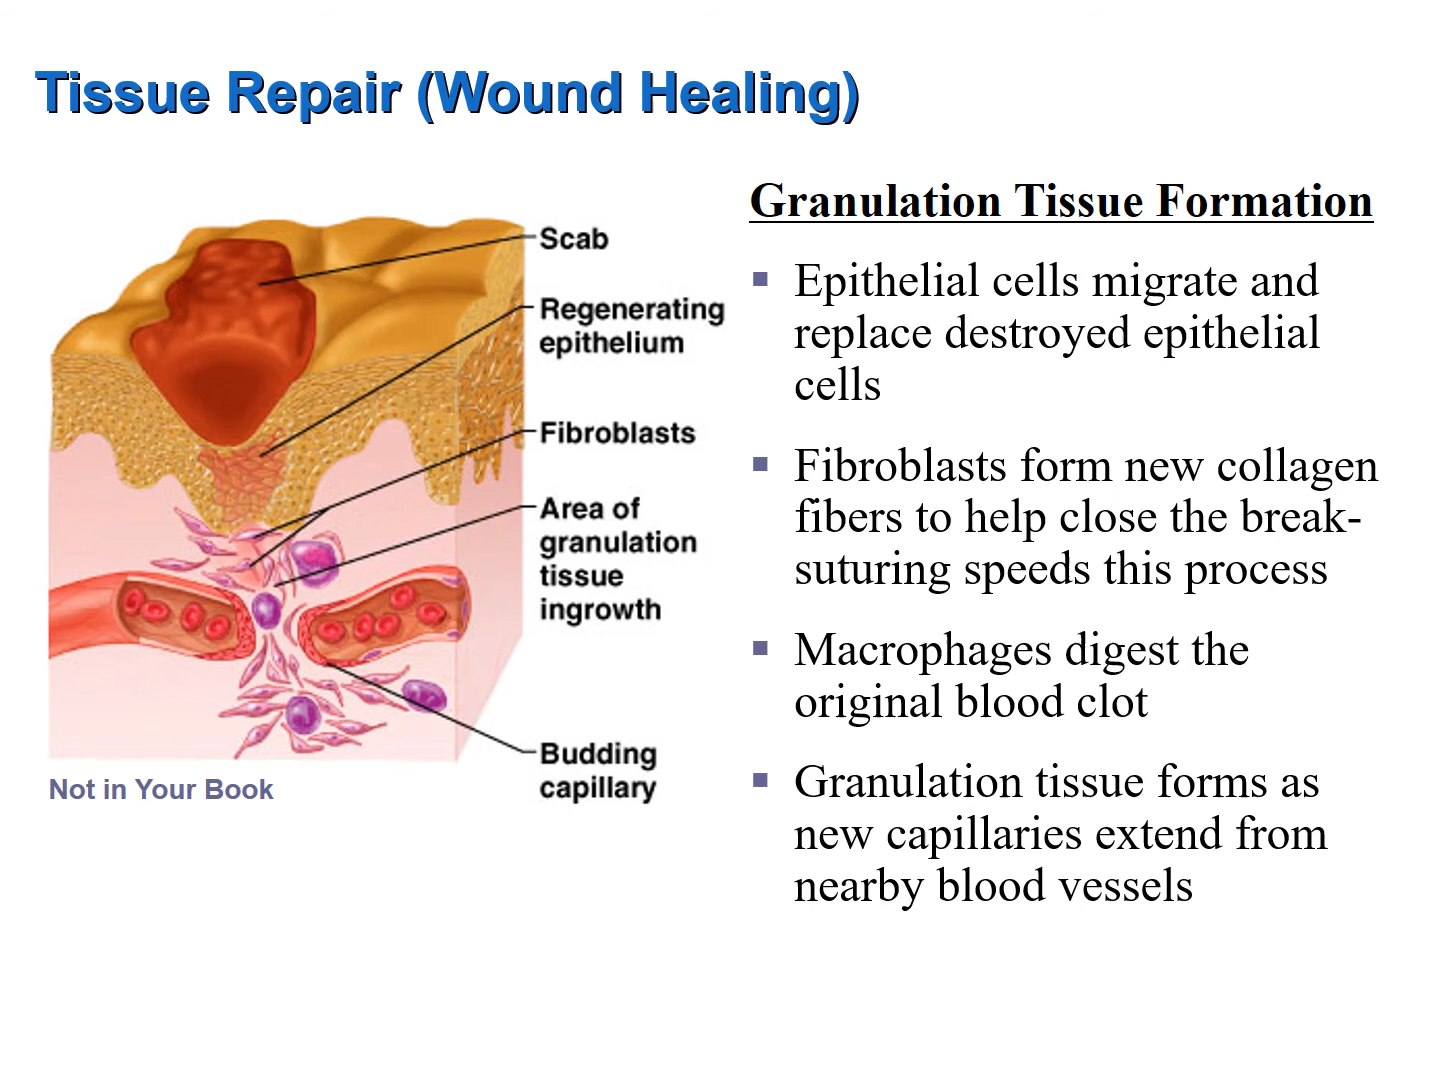 Tissue Repair (Wound Healing)
Scab
Regenerating
epithelium
Fibroblasts
Area of
granulation
tissue
ingrowth
Budding
capillary
Not in Your Book
Granulation Tissue Formation
Epithelial cells migrate and
replace destroyed epithelial
cells
Fibroblasts form new collagen
fibers to help close the break-
suturing speeds this process
Macrophages digest the
original blood clot
Granulation tissue forms as
new capillaries extend from
nearby blood vessels